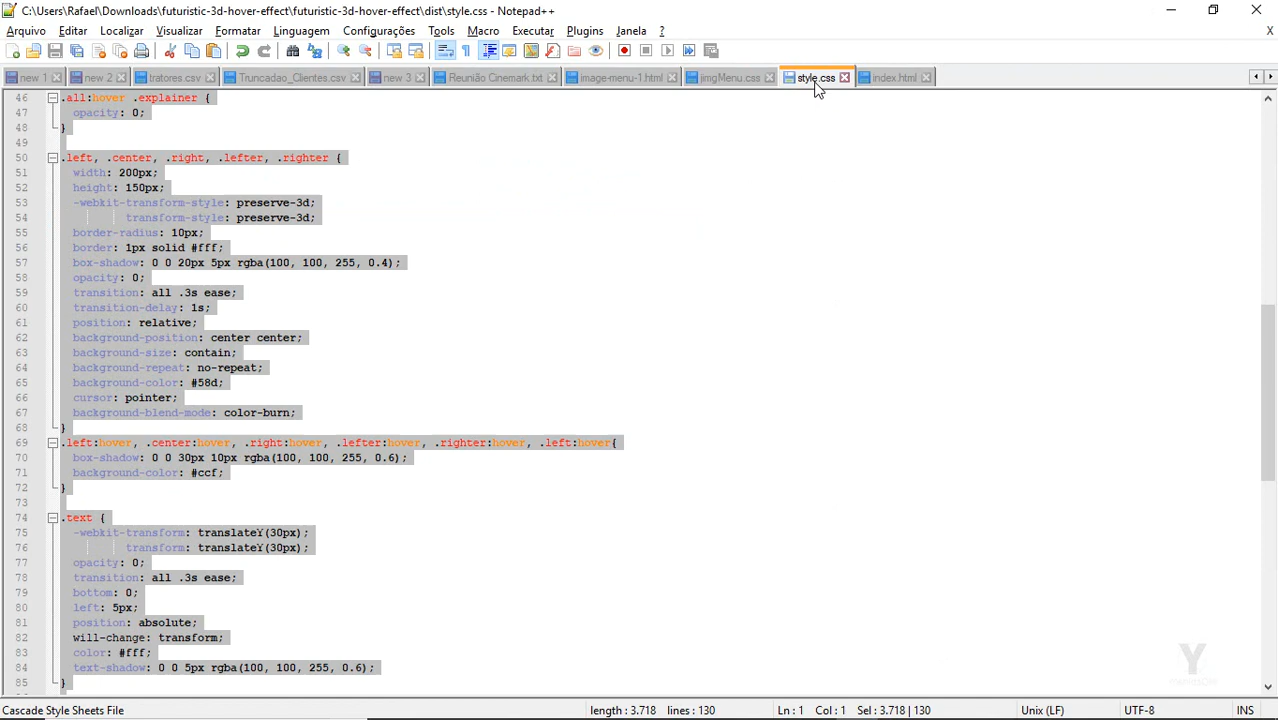 C:\Users\Rafael\Downloads\futuristic-3d-hover-effect\futuristic-3d-hover-effect\dist\style.css - Notepad++
Arquivo Editar Localizar Visualizar Formatar Linguagem Configurações Tools Macro Executar Plugins Janela ? X
new 1 new 2 tratores.csv Truncadao_Clientes.csv new 3 Reunião Cinemark.txt image-menu-1.html jimgMenu.css style.css index.html
46 .all:hover .explainer {
47 opacity: 0;
48 }
49
50 .left, .center, .right, .lefter, .righter {
51 width: 200px;
52 height: 150px;
53 -webkit-transform-style: preserve-3d;
54 transform-style: preserve-3d;
55 border-radius: 10px;
56 border: 1px solid #fff;
57 box-shadow: 0 0 20px 5px rgba(100, 100, 255, 0.4);
58 opacity: 0;
59 transition: all .3s ease;
60 transition-delay: 1s;
61 position: relative;
62 background-position: center center;
63 background-size: contain;
64 background-repeat: no-repeat;
65 background-color: #58d;
66 cursor: pointer;
67 background-blend-mode: color-burn;
68 }
69 .left:hover, .center:hover, .right:hover, .lefter:hover, .righter:hover, .left:hover{
70 box-shadow: 0 0 30px 10px rgba(100, 100, 255, 0.6);
71 background-color: #ccf;
72 }
73
74 .text {
75 -webkit-transform: translateY(30px);
76 transform: translateY(30px);
77 opacity: 0;
78 transition: all .3s ease;
79 bottom: 0;
80 left: 5px;
81 position: absolute;
82 will-change: transform;
83 color: #fff;
84 text-shadow: 0 0 5px rgba(100, 100, 255, 0.6);
85 }
Y
Cascade Style Sheets File length : 3.718 lines : 130 Ln : 1 Col : 1 Sel : 3.718 | 130 Unix (LF) UTF-8 INS